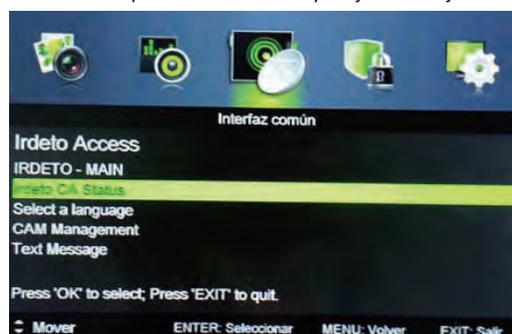 Interfaz común
Irdeto Access
IRDETO - MAIN
Irdeto CA Status
Select a language
CAM Management
Text Message
Press 'OK' to select; Press 'EXIT' to quit.
Mover ENTER: Seleccionar MENU: Volver EXIT: Salir